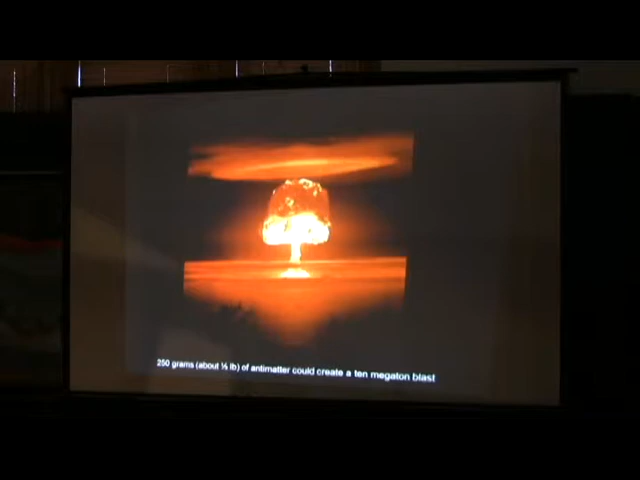 250 grams (about ½ lb) of antimatter could create a ten megaton blast